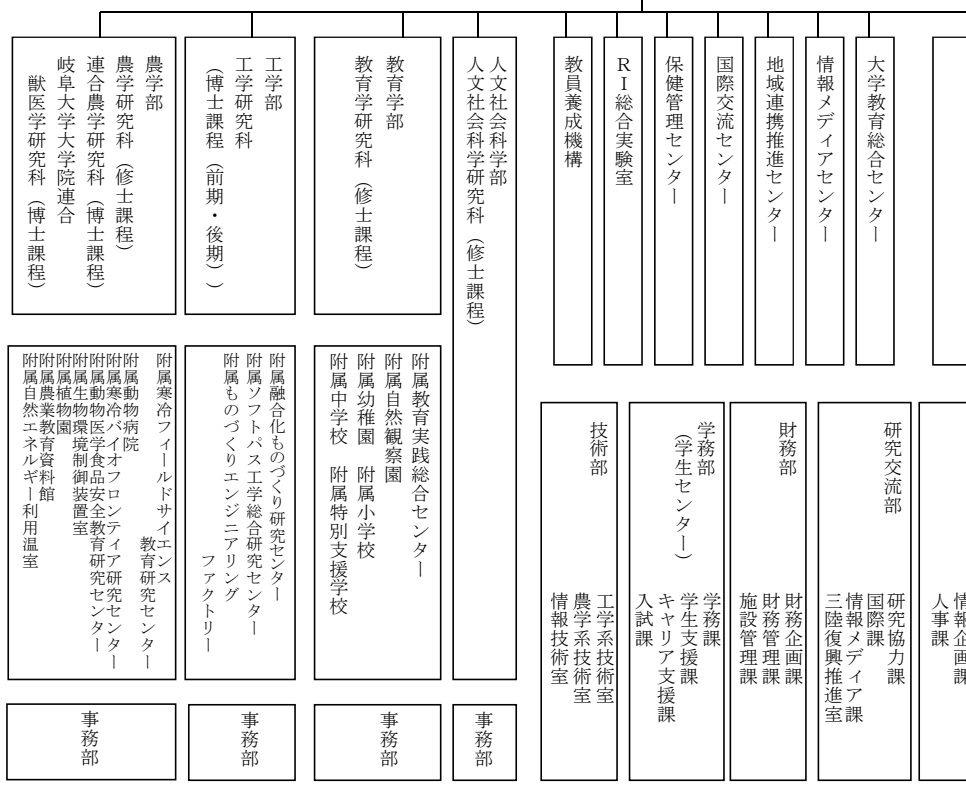 大学教育総合センター
情報メディアセンター
地域連携推進センター
国際交流センター
保健管理センター
RI総合実験室
教員養成機構
人文社会科学部
人文社会科学研究科（修士課程）
教育学部
教育学研究科（修士課程）
工学部
工学研究科
（博士課程（前期・後期））
農学部
農学研究科（修士課程）
連合農学研究科（博士課程）
岐阜大学大学院連合
獣医学研究科（博士課程）
附属教育実践総合センター
附属自然観察園
附属幼稚園　附属小学校
附属中学校　附属特別支援学校
附属融合化ものづくり研究センター
附属ソフトパス工学総合研究センター
附属ものづくりエンジニアリング
ファクトリー
附属寒冷フィールドサイエンス
教育研究センター
附属動物病院
附属寒冷バイオフロンティア研究センター
附属動物医学食品安全教育研究センター
附属生物環境制御装置室
附属植物園
附属農業教育資料館
附属自然エネルギー利用温室
情報企画課
人事課
研究交流部
研究協力課
国際課
情報メディア課
三陸復興推進室
財務部
財務企画課
財務管理課
施設管理課
学務部
（学生センター）
学務課
学生支援課
キャリア支援課
入試課
技術部
工学系技術室
農学系技術室
情報技術室
事務部
事務部
事務部
事務部